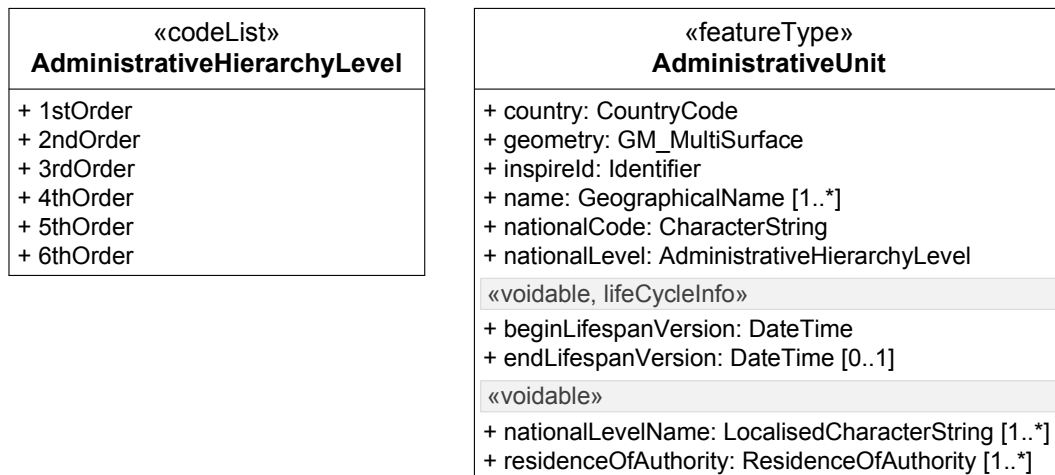 «codeList»
AdministrativeHierarchyLevel
+ 1stOrder
+ 2ndOrder
+ 3rdOrder
+ 4thOrder
+ 5thOrder
+ 6thOrder
«featureType»
AdministrativeUnit
+ country: CountryCode
+ geometry: GM_MultiSurface
+ inspireId: Identifier
+ name: GeographicalName [1..*]
+ nationalCode: CharacterString
+ nationalLevel: AdministrativeHierarchyLevel
«voidable, lifeCycleInfo»
+ beginLifespanVersion: DateTime
+ endLifespanVersion: DateTime [0..1]
«voidable»
+ nationalLevelName: LocalisedCharacterString [1..*]
+ residenceOfAuthority: ResidenceOfAuthority [1..*]